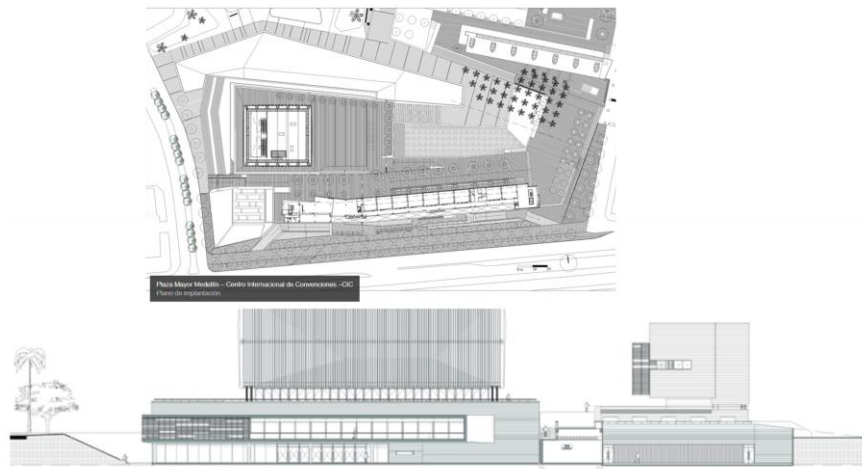 Plaza Mayor Medellín – Centro Internacional de Convenciones –CIC
Plano de implantación